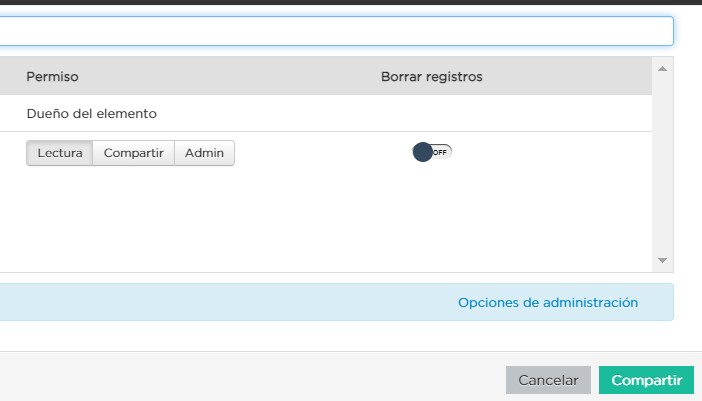 Permiso Borrar registros
Dueño del elemento
Lectura Compartir Admin OFF
Opciones de administración
Cancelar Compartir